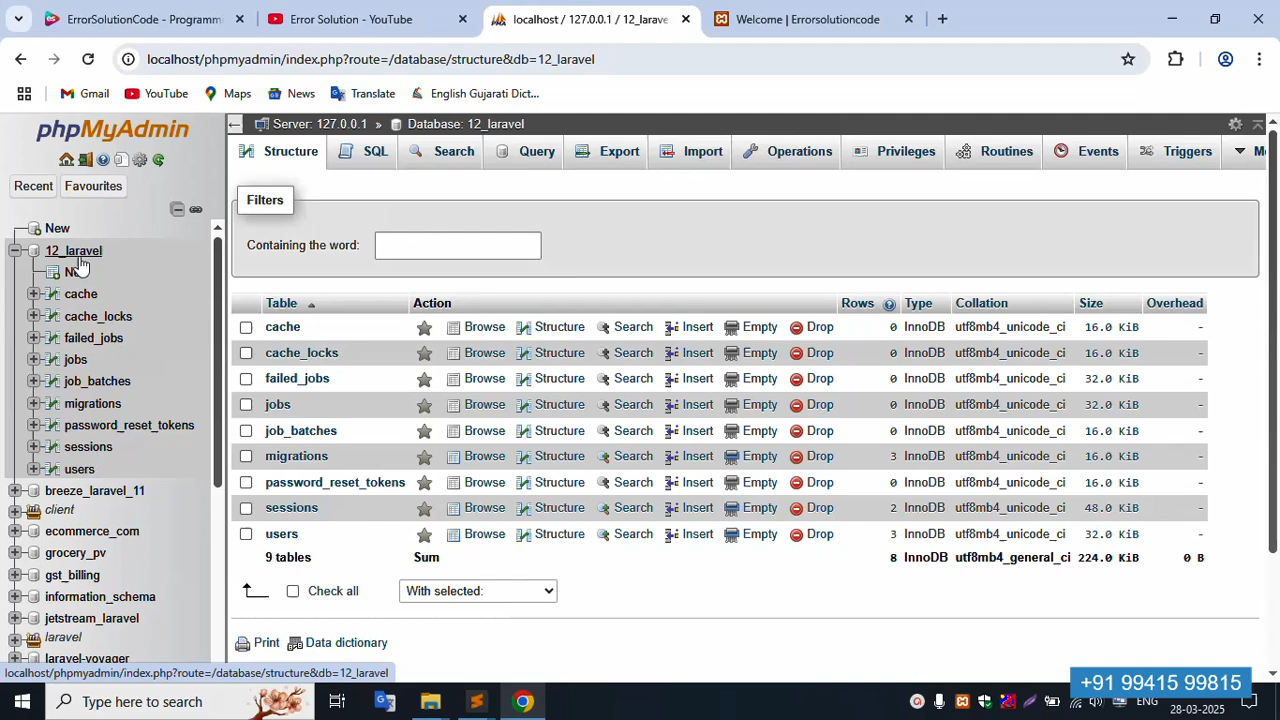 ErrorSolutionCode - Programm
Error Solution - YouTube
localhost / 127.0.0.1 / 12_larave
Welcome | Errorsolutioncode
localhost/phpmyadmin/index.php?route=/database/structure&db=12_laravel
Gmail YouTube Maps News Translate English Gujarati Dict...
phpMyAdmin
Server: 127.0.0.1 » Database: 12_laravel
Structure SQL Search Query Export Import Operations Privileges Routines Events Triggers
Recent Favourites
Filters
Containing the word:
New
12_laravel
cache
cache_locks
failed_jobs
jobs
job_batches
migrations
password_reset_tokens
sessions
users
breeze_laravel_11
client
ecommerce_com
grocery_pv
gst_billing
information_schema
jetstream_laravel
laravel
laravel-voyager
Table Action Rows Type Collation Size Overhead
cache Browse Structure Search Insert Empty Drop 0 InnoDB utf8mb4_unicode_ci 16.0 KiB -
cache_locks Browse Structure Search Insert Empty Drop 0 InnoDB utf8mb4_unicode_ci 16.0 KiB -
failed_jobs Browse Structure Search Insert Empty Drop 0 InnoDB utf8mb4_unicode_ci 32.0 KiB -
jobs Browse Structure Search Insert Empty Drop 0 InnoDB utf8mb4_unicode_ci 32.0 KiB -
job_batches Browse Structure Search Insert Empty Drop 0 InnoDB utf8mb4_unicode_ci 16.0 KiB -
migrations Browse Structure Search Insert Empty Drop 3 InnoDB utf8mb4_unicode_ci 16.0 KiB -
password_reset_tokens Browse Structure Search Insert Empty Drop 0 InnoDB utf8mb4_unicode_ci 16.0 KiB -
sessions Browse Structure Search Insert Empty Drop 2 InnoDB utf8mb4_unicode_ci 48.0 KiB -
users Browse Structure Search Insert Empty Drop 3 InnoDB utf8mb4_unicode_ci 32.0 KiB -
9 tables Sum 8 InnoDB utf8mb4_general_ci 224.0 KiB 0 B
Check all With selected:
Print Data dictionary
localhost/phpmyadmin/index.php?route=/database/structure&db=12_laravel
+91 99415 99815
Type here to search
ENG
28-03-2025